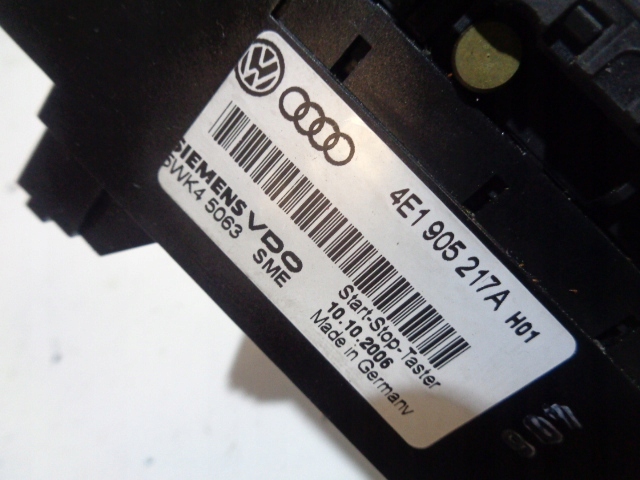 4E1 905 217A H01
SIEMENS VDO
5WK4 5063 SME
Start-Stop-Taster
10.10.2006
Made in Germany